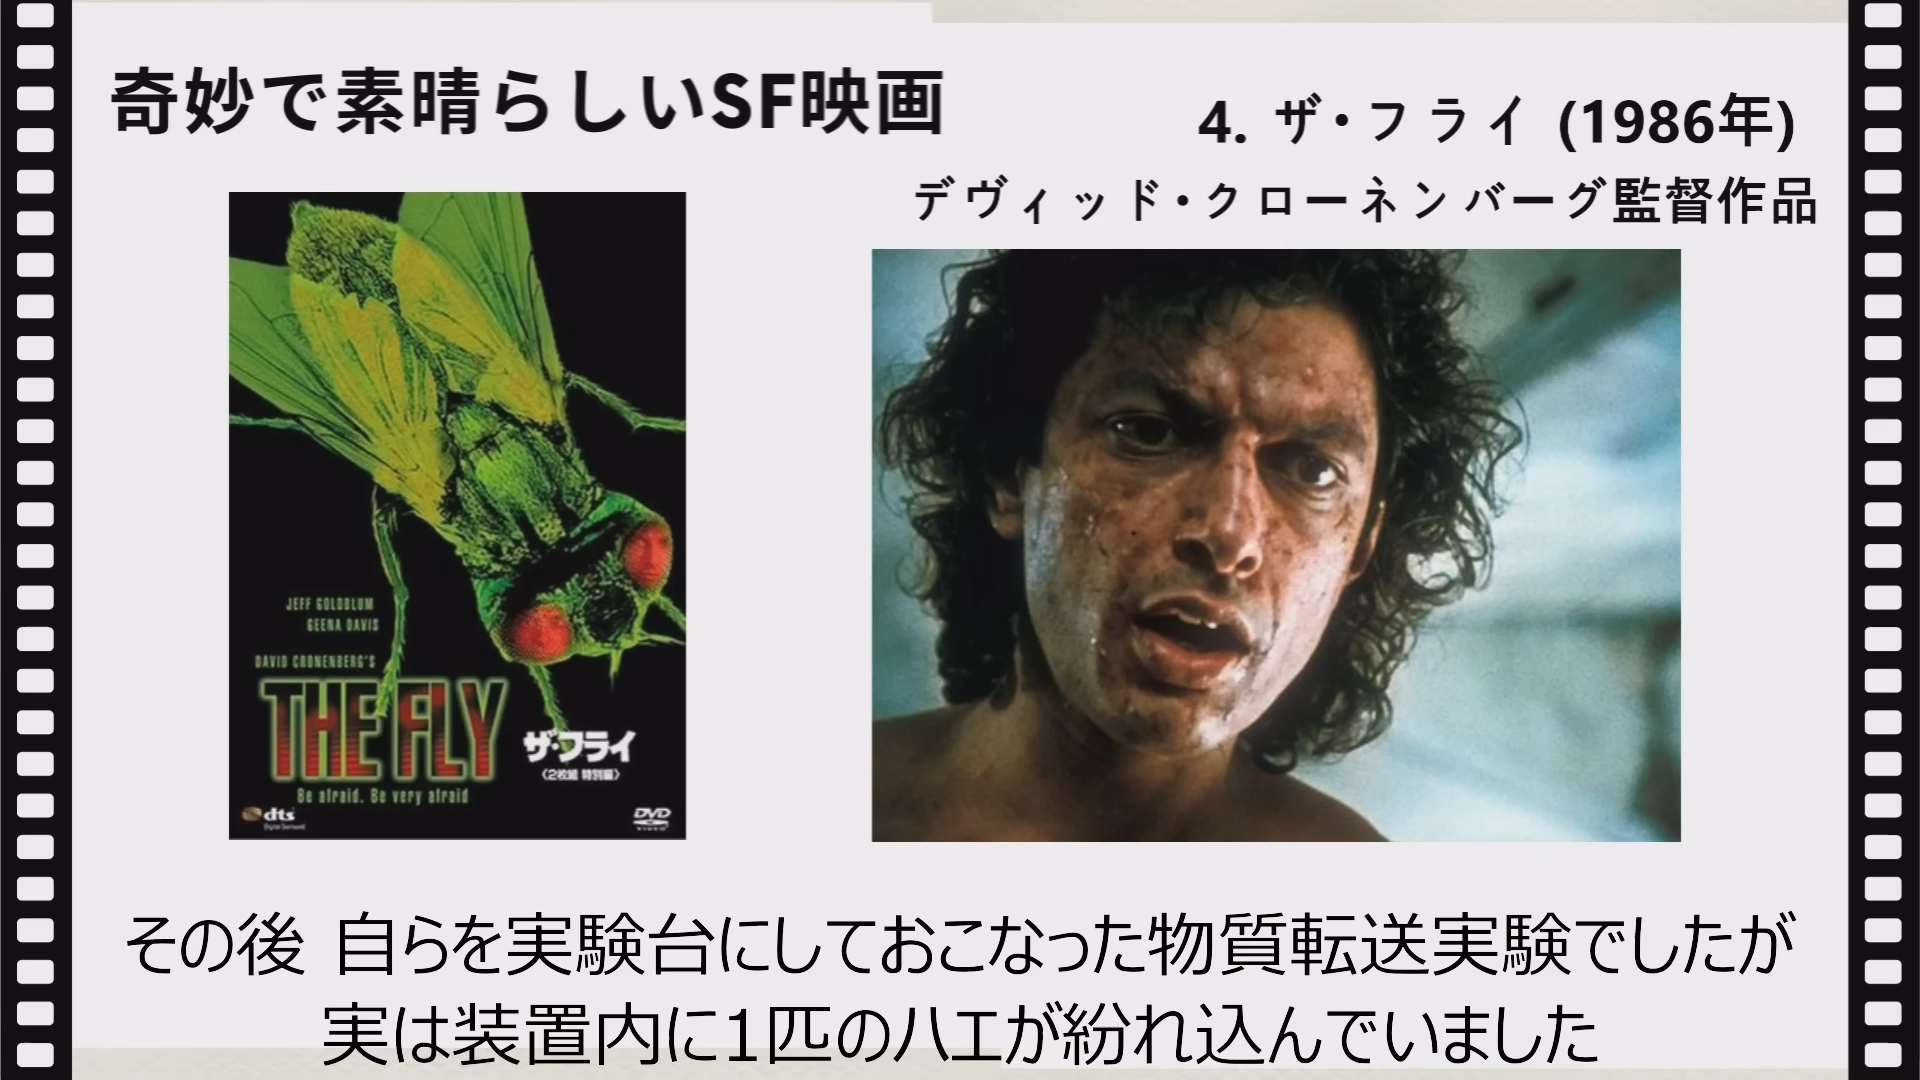 奇妙で素晴らしいSF映画
4. ザ・フライ (1986年)
デヴィッド・クローネンバーグ監督作品
JEFF GOLDBLUM
GEENA DAVIS
DAVID CRONENBERG'S
THE FLY
ザ・フライ
〈2枚組 特別編〉
Be afraid. Be very afraid
dts
Digital Surround
DVD
VIDEO
その後 自らを実験台にしておこなった物質転送実験でしたが
実は装置内に1匹のハエが紛れ込んでいました